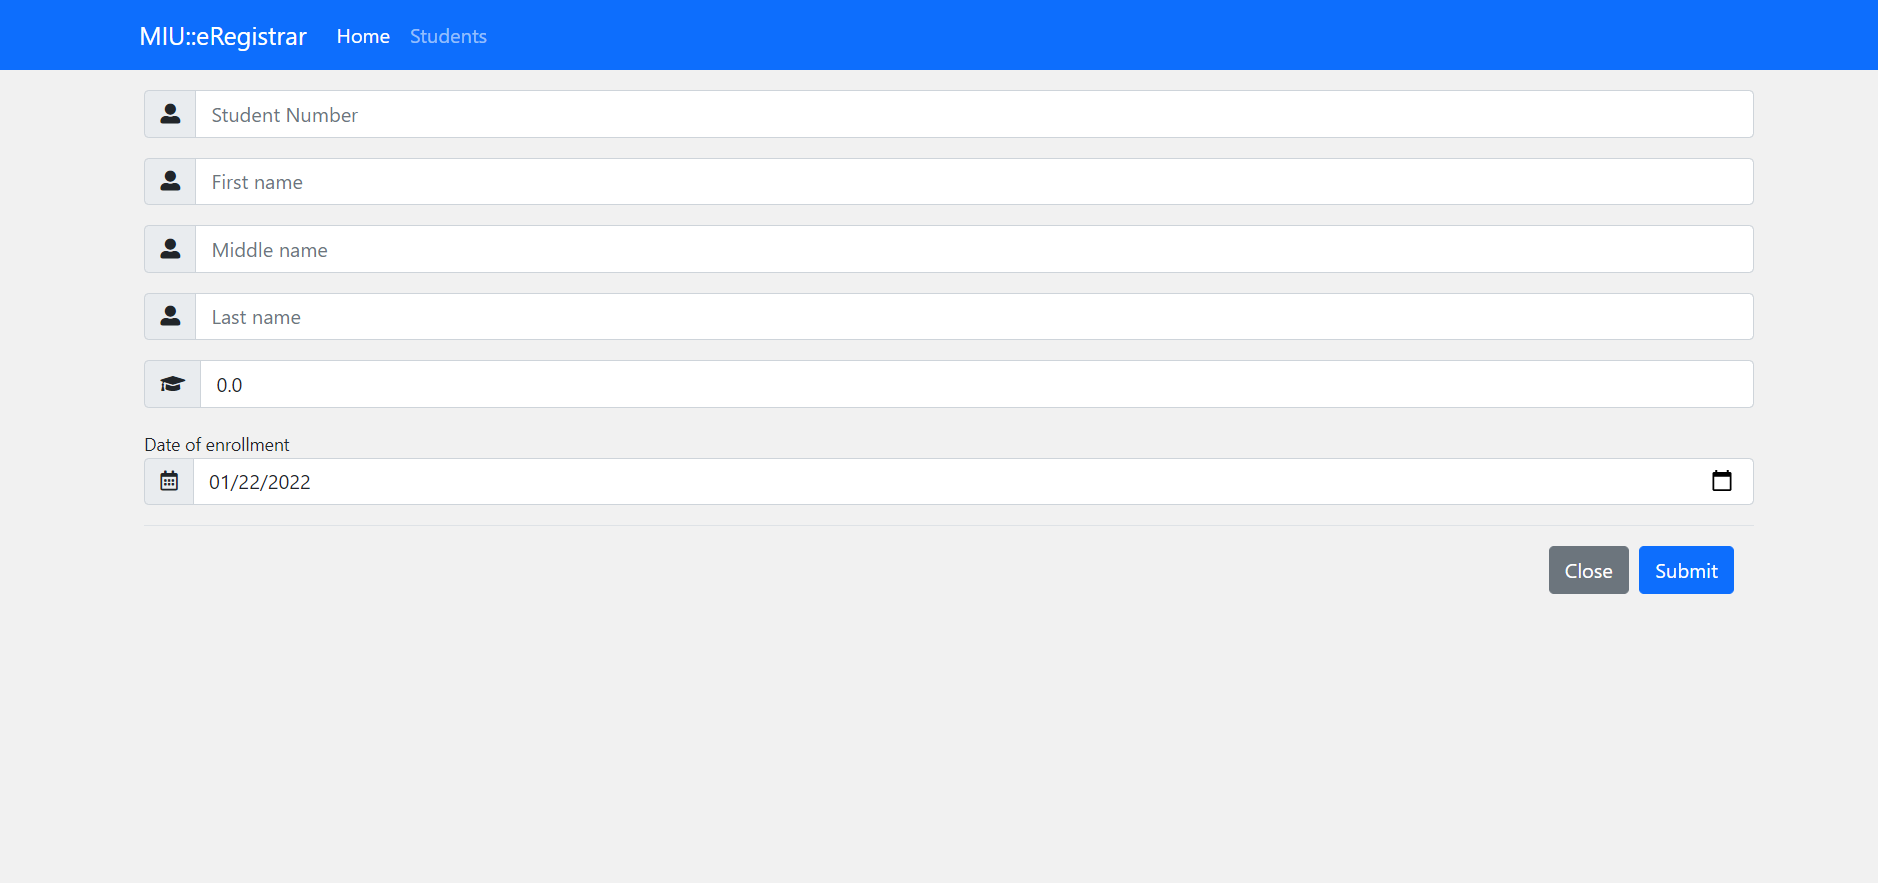 MIU::eRegistrar Home Students
Student Number
First name
Middle name
Last name
0.0
Date of enrollment
01/22/2022
Close Submit